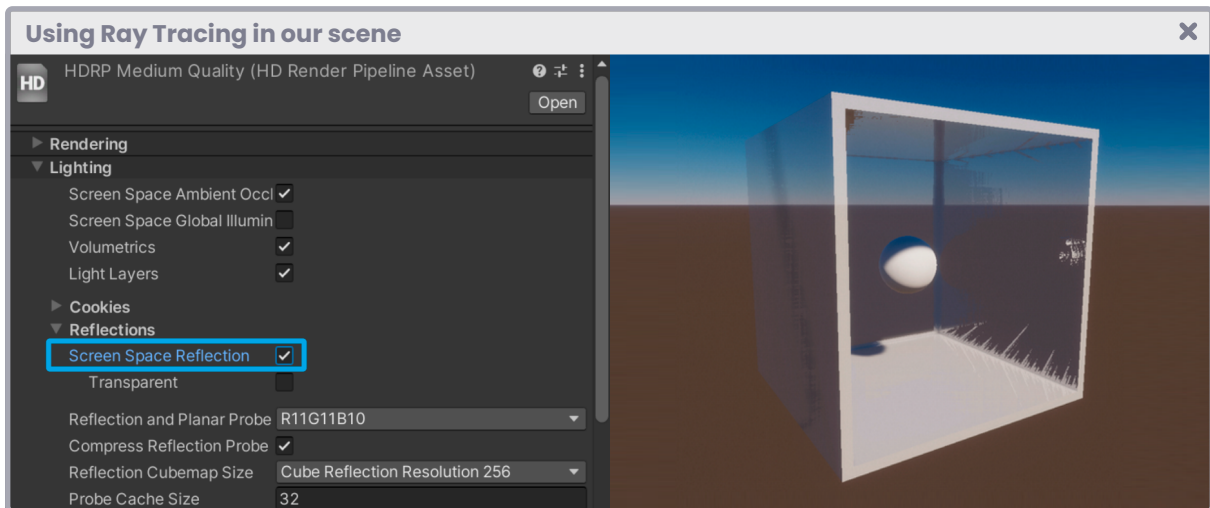 Using Ray Tracing in our scene
HD
HDRP Medium Quality (HD Render Pipeline Asset)
Open
Rendering
Lighting
Screen Space Ambient Occl
Screen Space Global Illumin
Volumetrics
Light Layers
Cookies
Reflections
Screen Space Reflection
Transparent
Reflection and Planar Probe R11G11B10
Compress Reflection Probe
Reflection Cubemap Size Cube Reflection Resolution 256
Probe Cache Size 32